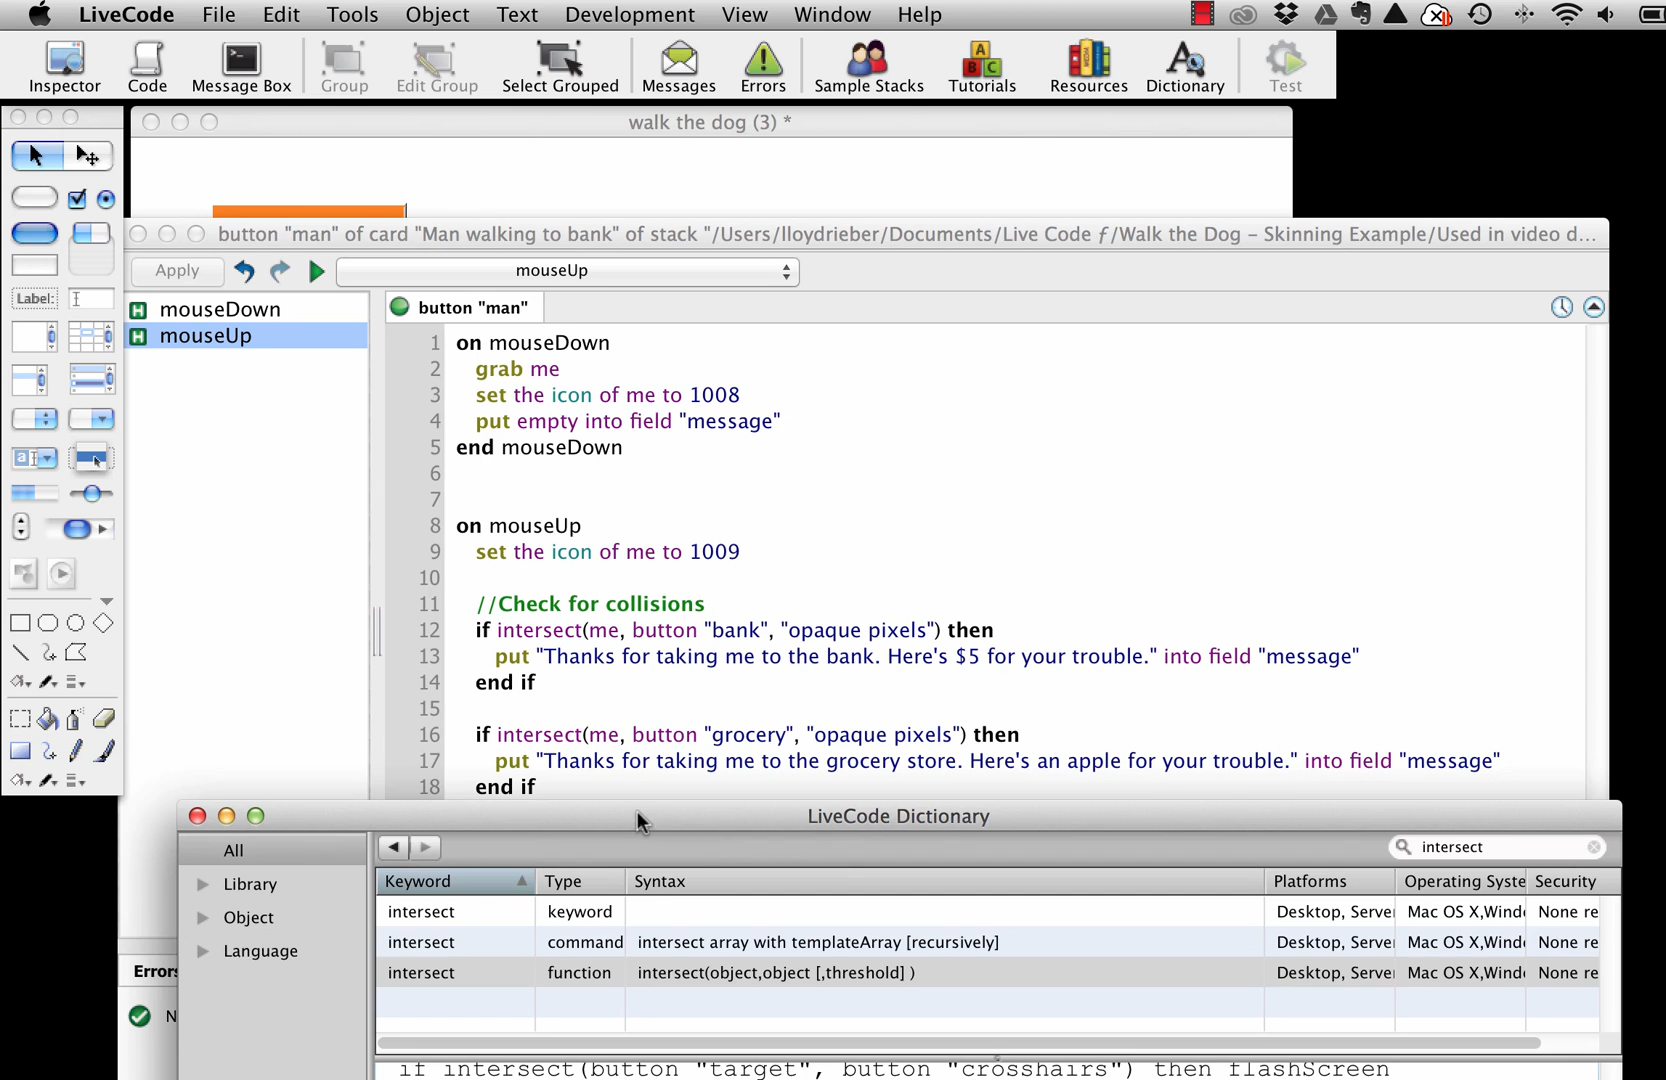 LiveCode File Edit Tools Object Text Development View Window Help
Inspector Code Message Box Group Edit Group Select Grouped Messages Errors Sample Stacks Tutorials Resources Dictionary Test
walk the dog (3) *
button "man" of card "Man walking to bank" of stack "/Users/lloydrieber/Documents/Live Code ƒ/Walk the Dog – Skinning Example/Used in video d...
Apply mouseUp
mouseDown
mouseUp
button "man"
Label:
1 on mouseDown
2 grab me
3 set the icon of me to 1008
4 put empty into field "message"
5 end mouseDown
6
7
8 on mouseUp
9 set the icon of me to 1009
10
11 //Check for collisions
12 if intersect(me, button "bank", "opaque pixels") then
13 put "Thanks for taking me to the bank. Here's $5 for your trouble." into field "message"
14 end if
15
16 if intersect(me, button "grocery", "opaque pixels") then
17 put "Thanks for taking me to the grocery store. Here's an apple for your trouble." into field "message"
18 end if
LiveCode Dictionary
All
Library
Object
Language
intersect
Keyword Type Syntax Platforms Operating Syste Security
intersect keyword Desktop, Server Mac OS X,Wind None re
intersect command intersect array with templateArray [recursively] Desktop, Server Mac OS X,Wind None re
intersect function intersect(object,object [,threshold] ) Desktop, Server Mac OS X,Wind None re
Errors
N
if intersect(button "target", button "crosshairs") then flashScreen